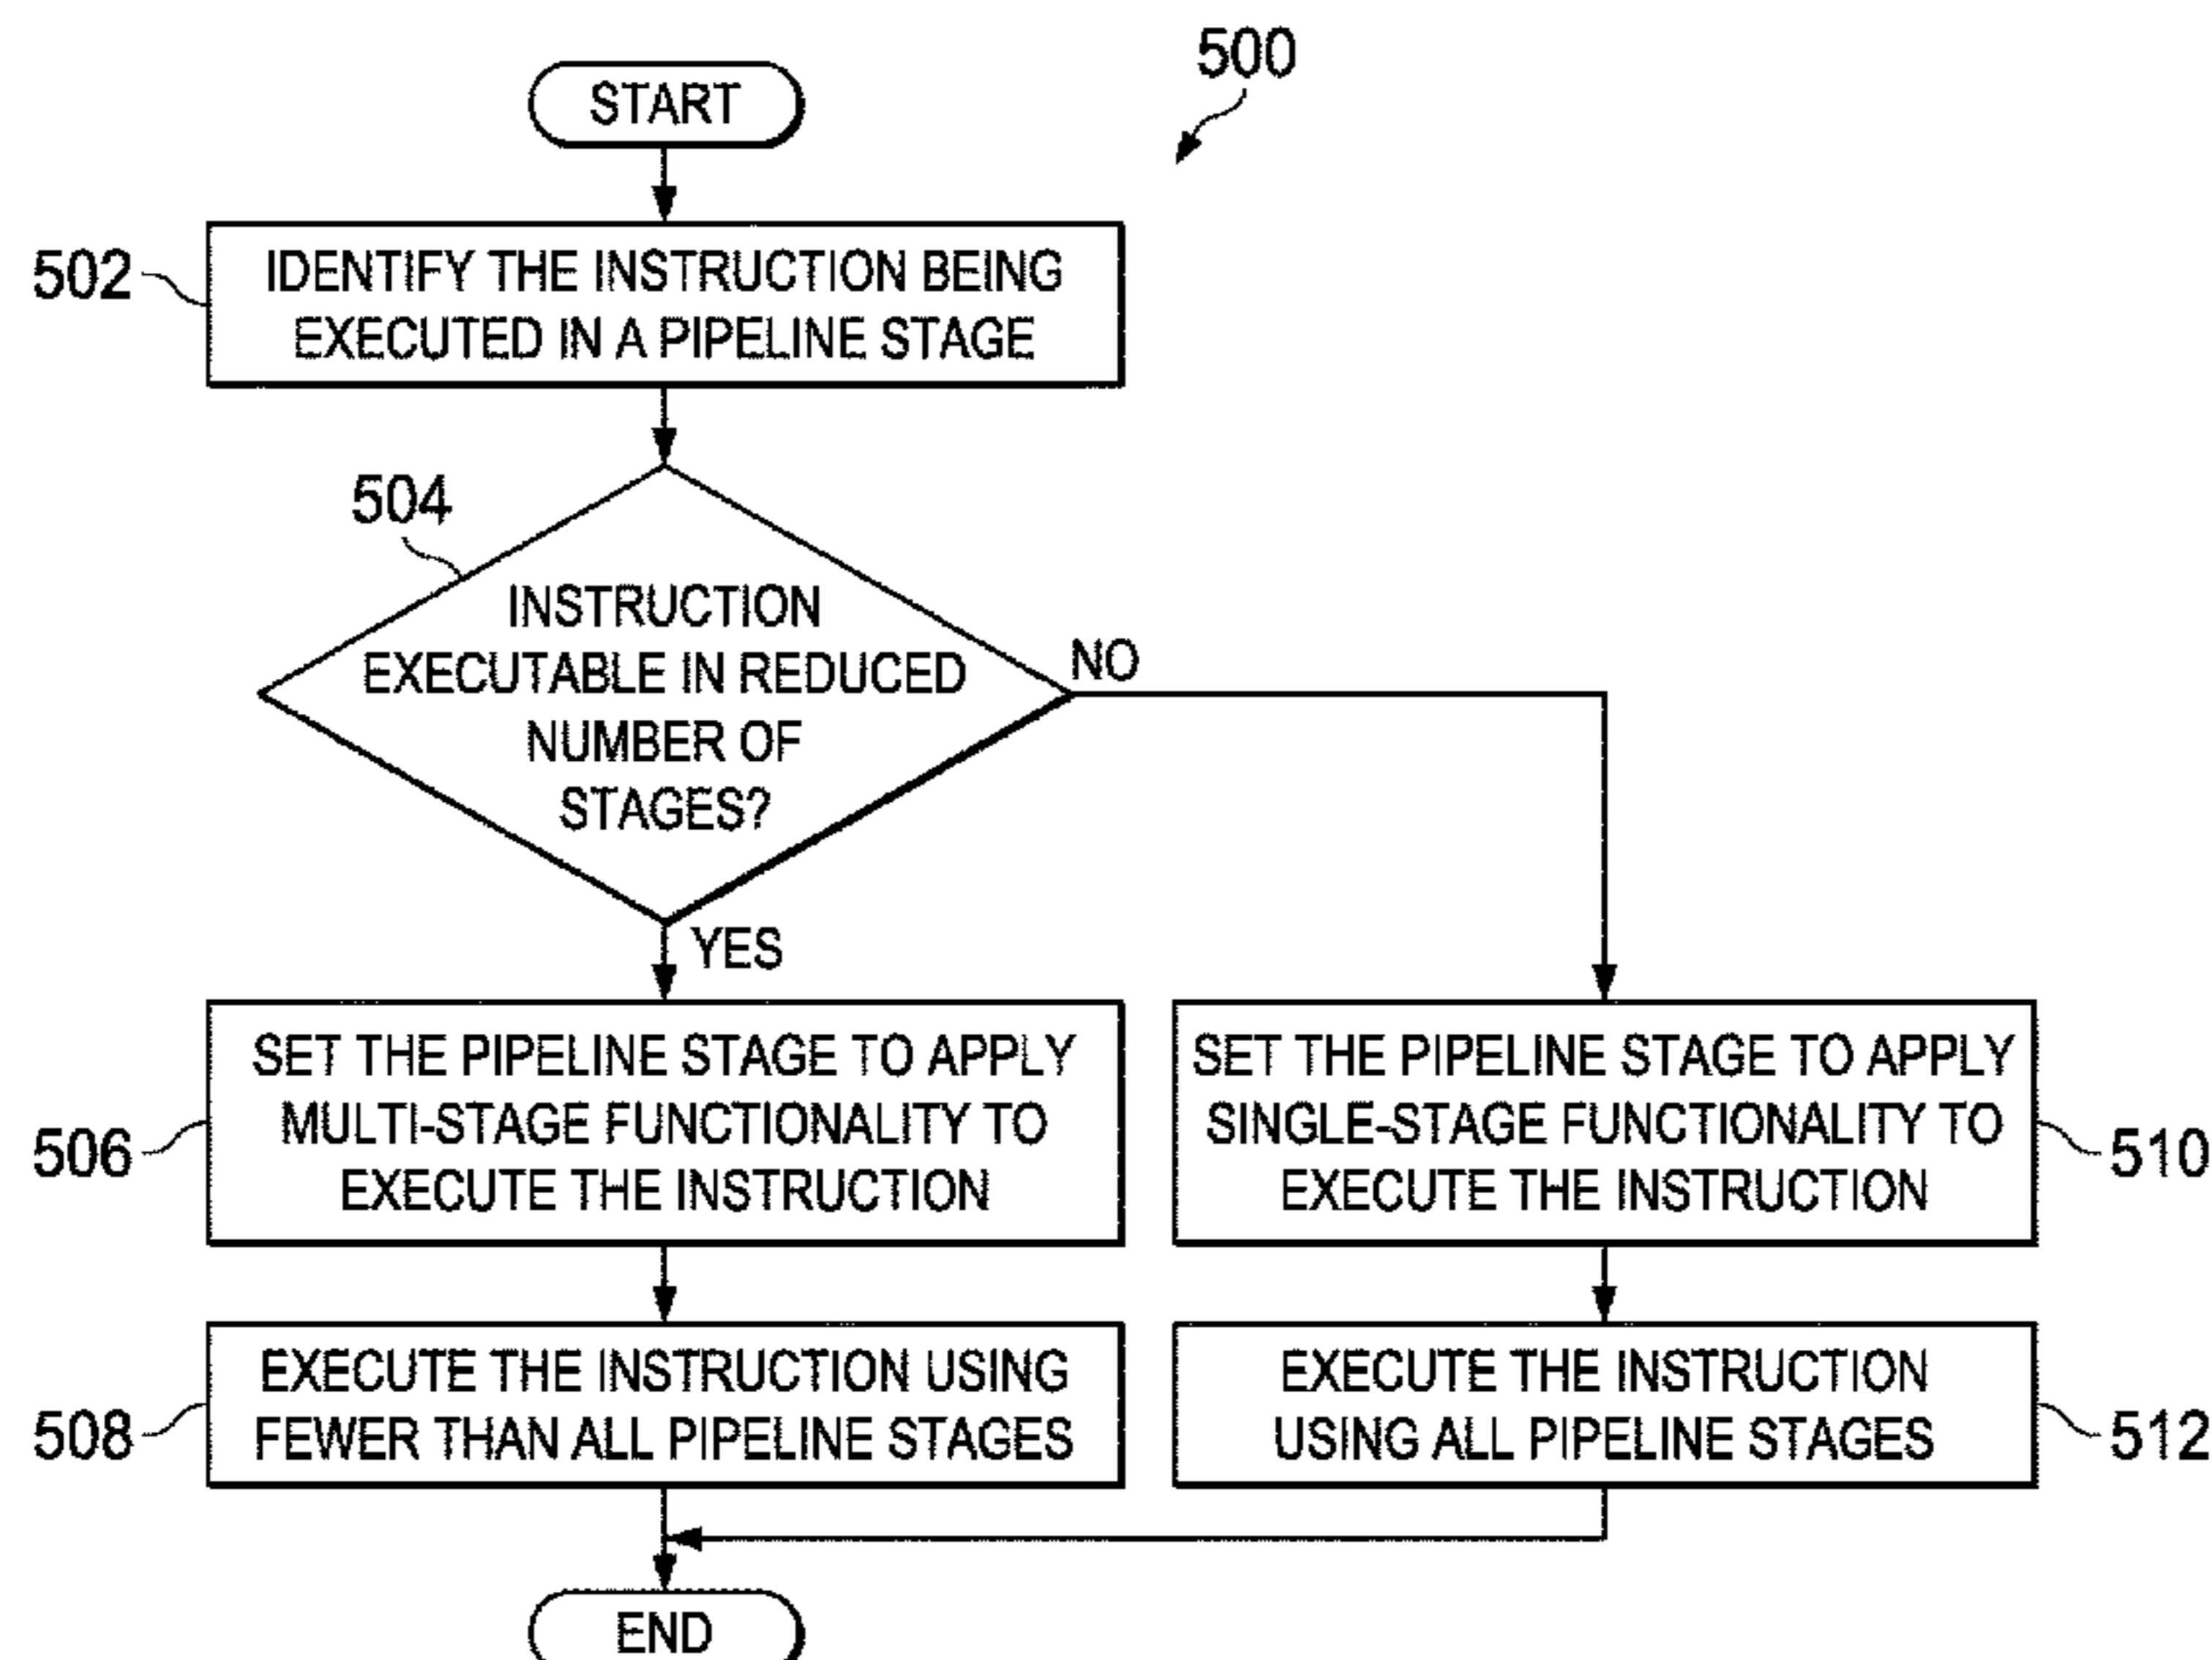 500
START
502
IDENTIFY THE INSTRUCTION BEING
EXECUTED IN A PIPELINE STAGE
504
INSTRUCTION
EXECUTABLE IN REDUCED
NUMBER OF
STAGES?
NO
YES
506
SET THE PIPELINE STAGE TO APPLY
MULTI-STAGE FUNCTIONALITY TO
EXECUTE THE INSTRUCTION
SET THE PIPELINE STAGE TO APPLY
SINGLE-STAGE FUNCTIONALITY TO
EXECUTE THE INSTRUCTION
510
508
EXECUTE THE INSTRUCTION USING
FEWER THAN ALL PIPELINE STAGES
EXECUTE THE INSTRUCTION
USING ALL PIPELINE STAGES
512
END